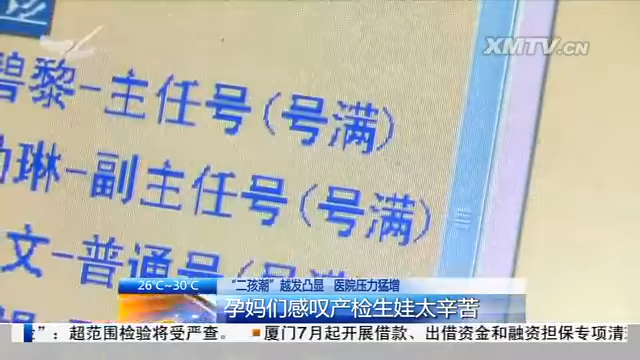 XMTV.CN
碧黎-主任号(号满)
琳-副主任号(号满)
文-普通号(号满)
26℃~30℃
“二孩潮”越发凸显 医院压力猛增
孕妈们感叹产检生娃太辛苦
”：超范围检验将受严查。 ■厦门7月起开展借款、出借资金和融资担保专项清